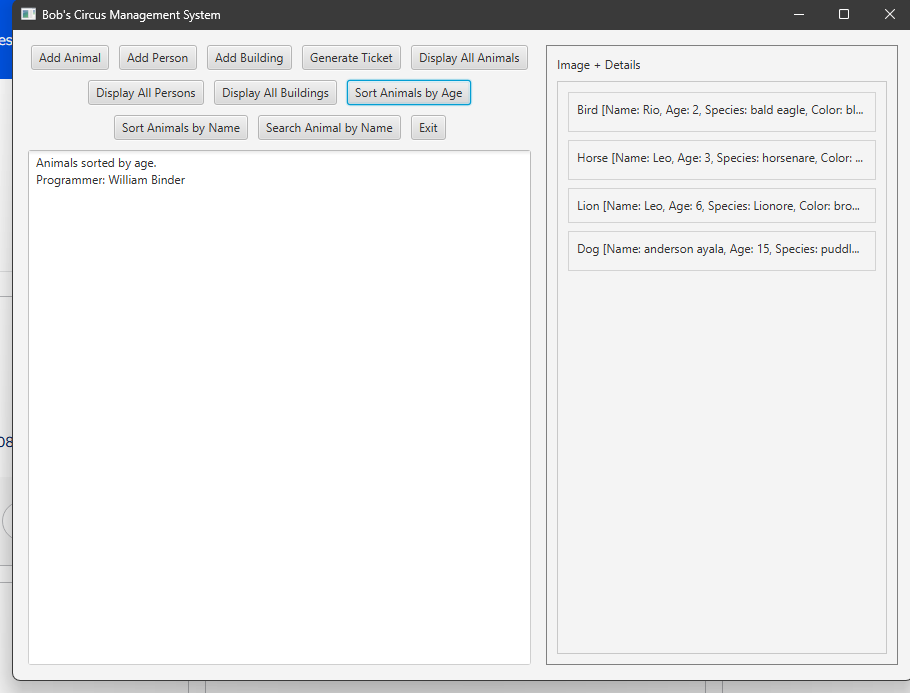 Bob's Circus Management System
Add Animal Add Person Add Building Generate Ticket Display All Animals
Display All Persons Display All Buildings Sort Animals by Age
Sort Animals by Name Search Animal by Name Exit
Animals sorted by age.
Programmer: William Binder
Image + Details
Bird [Name: Rio, Age: 2, Species: bald eagle, Color: bl...
Horse [Name: Leo, Age: 3, Species: horsenare, Color: ...
Lion [Name: Leo, Age: 6, Species: Lionore, Color: bro...
Dog [Name: anderson ayala, Age: 15, Species: puddl...
es
08